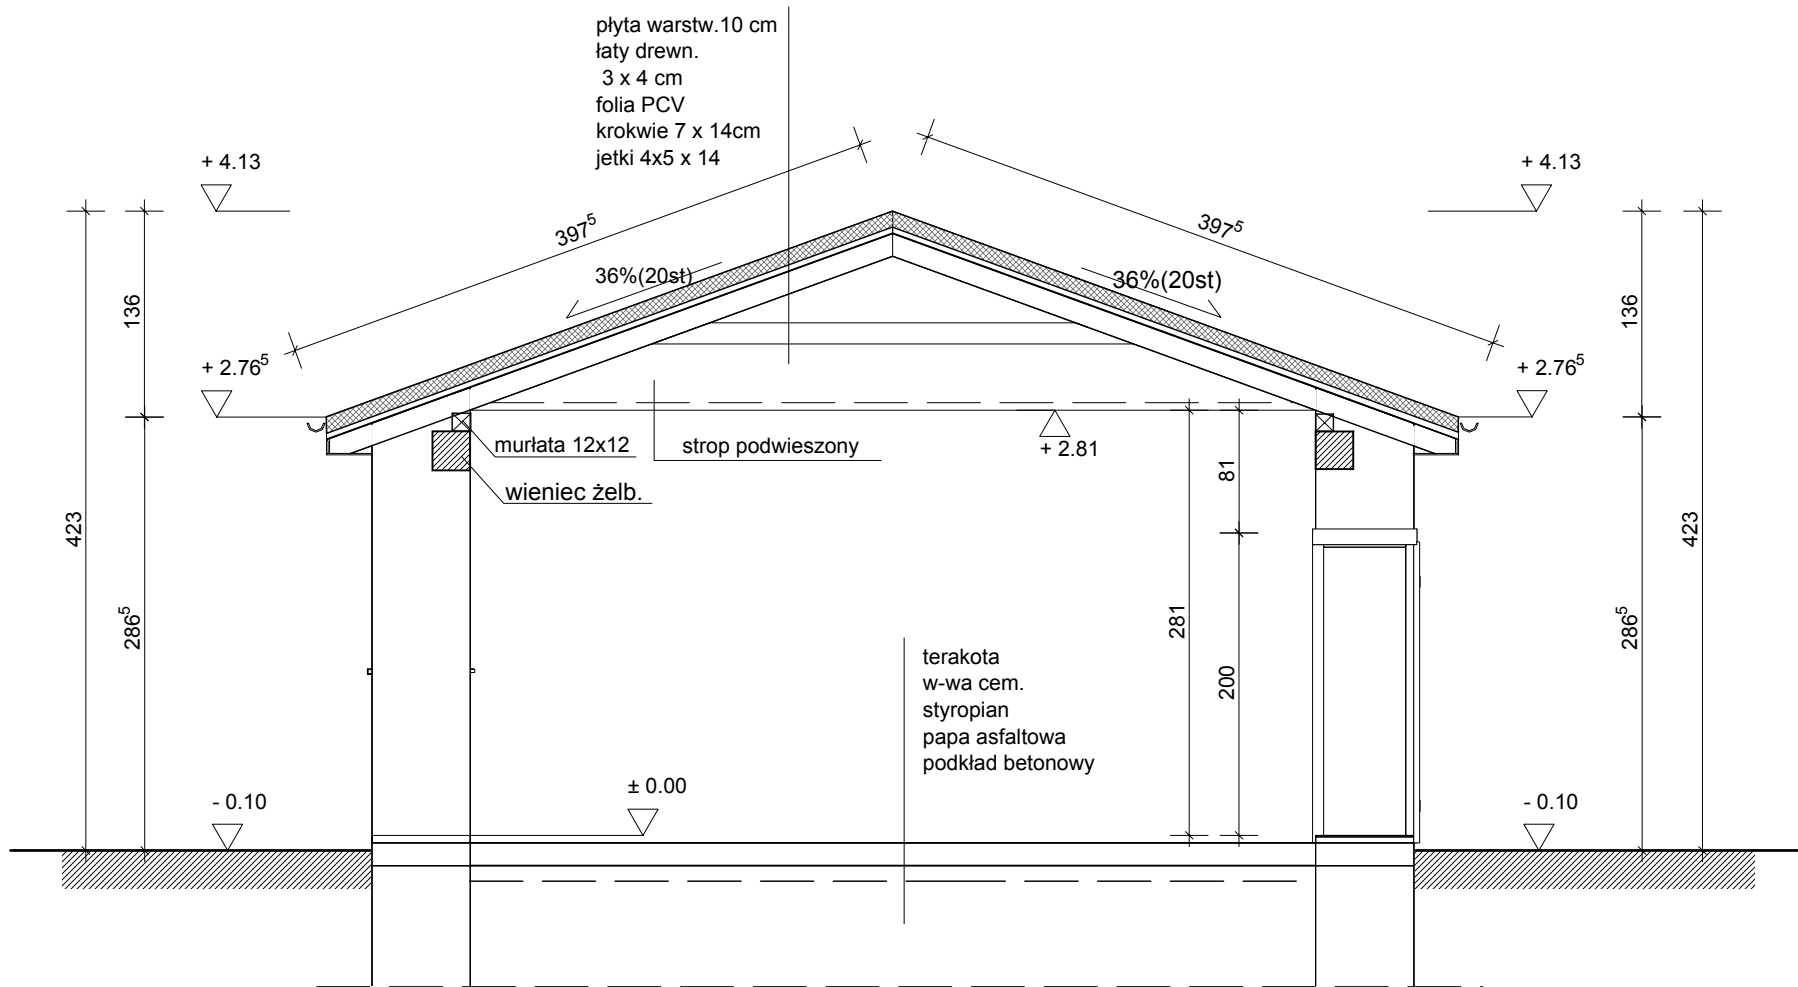 płyta warstw.10 cm
łaty drewn.
3 x 4 cm
folia PCV
krokwie 7 x 14cm
jetki 4x5 x 14
+ 4.13
+ 4.13
397⁵
397⁵
36%(20st)
36%(20st)
136
136
+ 2.76⁵
+ 2.76⁵
murłata 12x12
strop podwieszony
+ 2.81
81
wieniec żelb.
423
423
286⁵
281
200
286⁵
terakota
w-wa cem.
styropian
papa asfaltowa
podkład betonowy
± 0.00
- 0.10
- 0.10